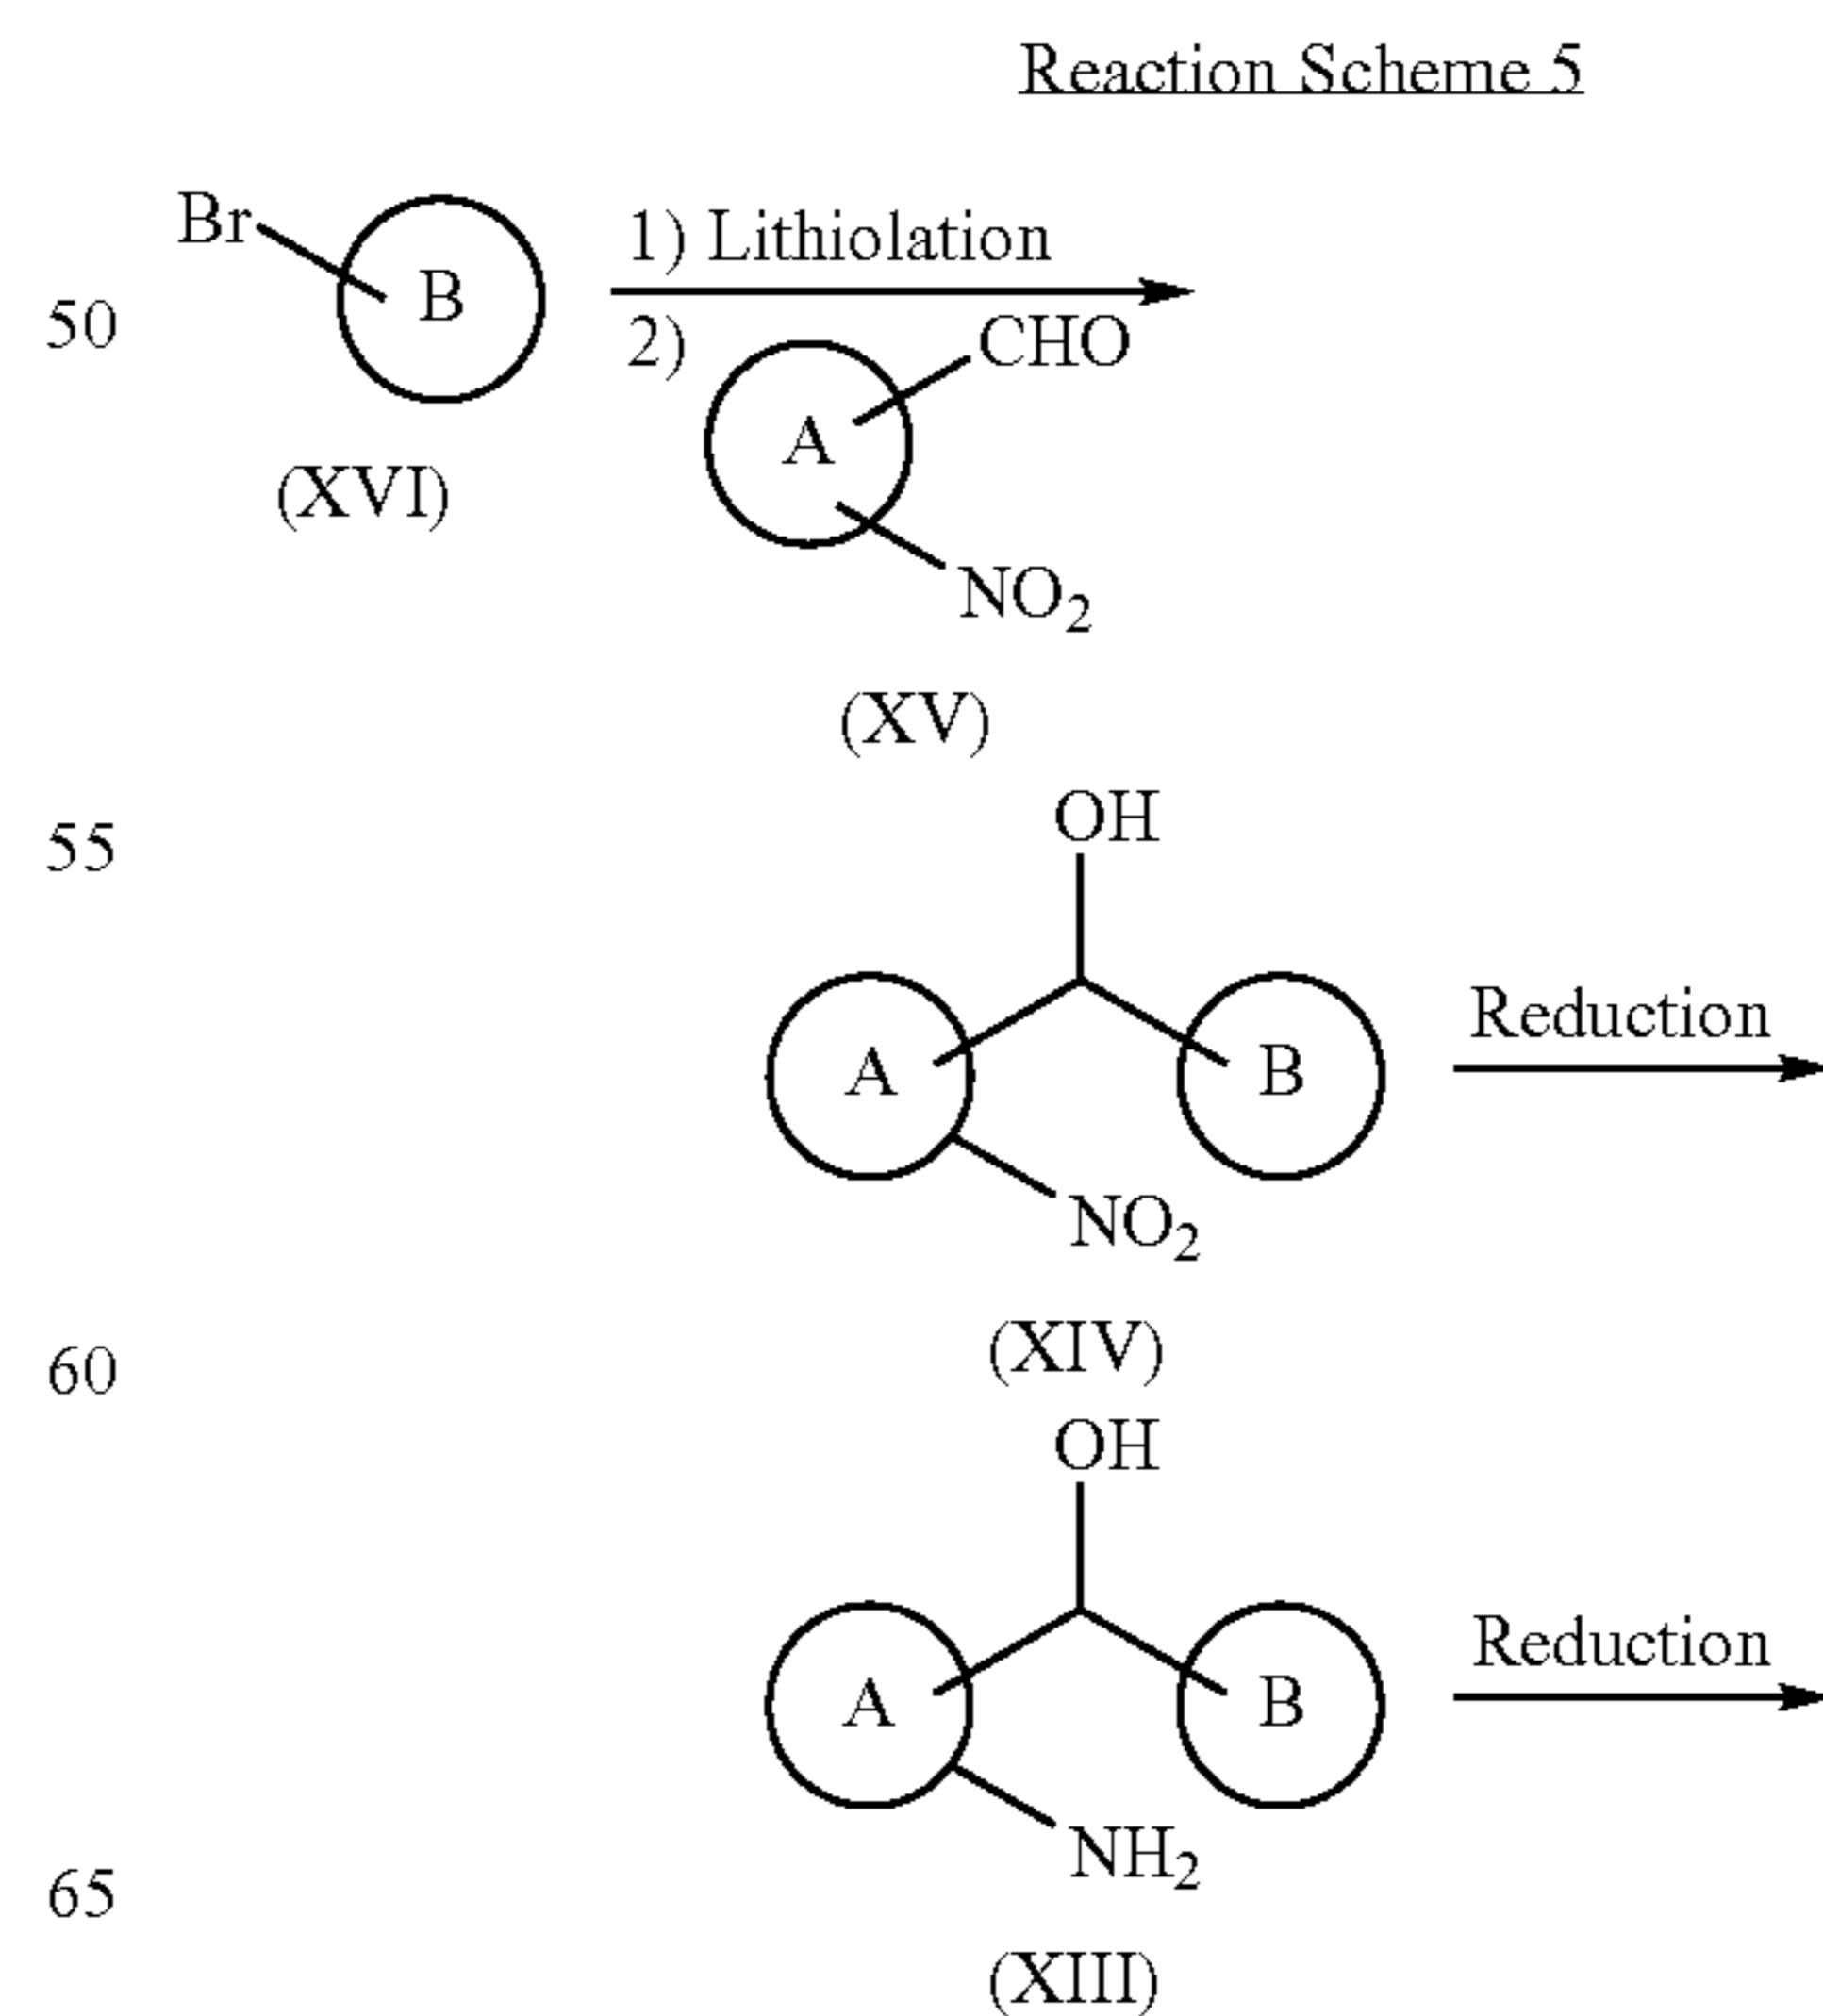 Reaction Scheme 5
Br
B
1) Lithiolation
50
2)
CHO
A
(XVI)
NO2
(XV)
OH
55
Reduction
A
B
NO2
(XIV)
60
OH
Reduction
A
B
NH2
65
(XIII)